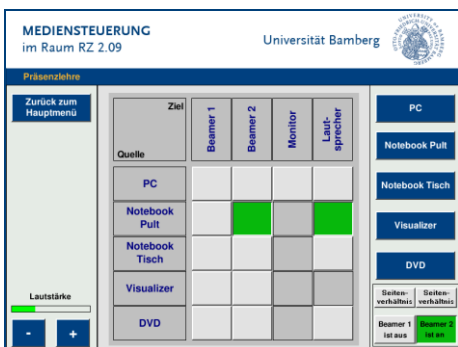 MEDIENSTEUERUNG
im Raum RZ 2.09
Universität Bamberg
Präsenzlehre
Zurück zum
Hauptmenü
Ziel
Quelle
Beamer 1
Beamer 2
Monitor
Laut-
sprecher
PC
Notebook
Pult
Notebook
Tisch
Visualizer
DVD
PC
Notebook Pult
Notebook Tisch
Visualizer
DVD
Lautstärke
-
+
Seiten-
verhältnis
Seiten-
verhältnis
Beamer 1
ist aus
Beamer 2
ist an